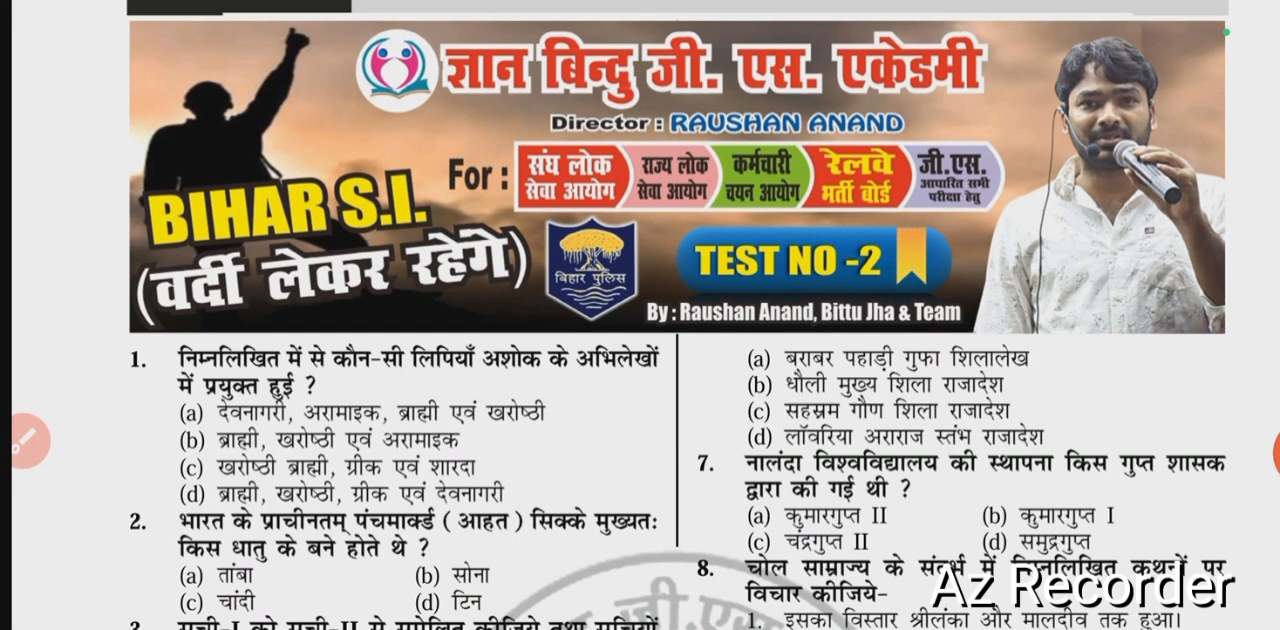 ज्ञान बिन्दु जी. एस. एकेडमी
Director : RAUSHAN ANAND
For :
संघ लोक सेवा आयोग
राज्य लोक सेवा आयोग
कर्मचारी चयन आयोग
रेलवे भर्ती बोर्ड
जी.एस. आधारित सभी परीक्षा हेतु
BIHAR S.I.
(वर्दी लेकर रहेगे)
बिहार पुलिस
TEST NO -2
By : Raushan Anand, Bittu Jha & Team
1. निम्नलिखित में से कौन-सी लिपियाँ अशोक के अभिलेखों
में प्रयुक्त हुई ?
(a) देवनागरी, अरामाइक, ब्राह्मी एवं खरोष्ठी
(b) ब्राह्मी, खरोष्ठी एवं अरामाइक
(c) खरोष्ठी ब्राह्मी, ग्रीक एवं शारदा
(d) ब्राह्मी, खरोष्ठी, ग्रीक एवं देवनागरी
2. भारत के प्राचीनतम् पंचमार्क्ड ( आहत ) सिक्के मुख्यतः
किस धातु के बने होते थे ?
(a) तांबा (b) सोना
(c) चांदी (d) टिन
3. सूची-I को सूची-II से सुमेलित कीजिये तथा सूचियों
(a) बराबर पहाड़ी गुफा शिलालेख
(b) धौली मुख्य शिला राजादेश
(c) सहस्रम गौण शिला राजादेश
(d) लॉवरिया अराराज स्तंभ राजादेश
7. नालंदा विश्वविद्यालय की स्थापना किस गुप्त शासक
द्वारा की गई थी ?
(a) कुमारगुप्त II (b) कुमारगुप्त I
(c) चंद्रगुप्त II (d) समुद्रगुप्त
8. चोल साम्राज्य के संदर्भ में निम्नलिखित कथनों पर
विचार कीजिये-
1. इसका विस्तार श्रीलंका और मालदीव तक हुआ।
जी.एस.
Az Recorder